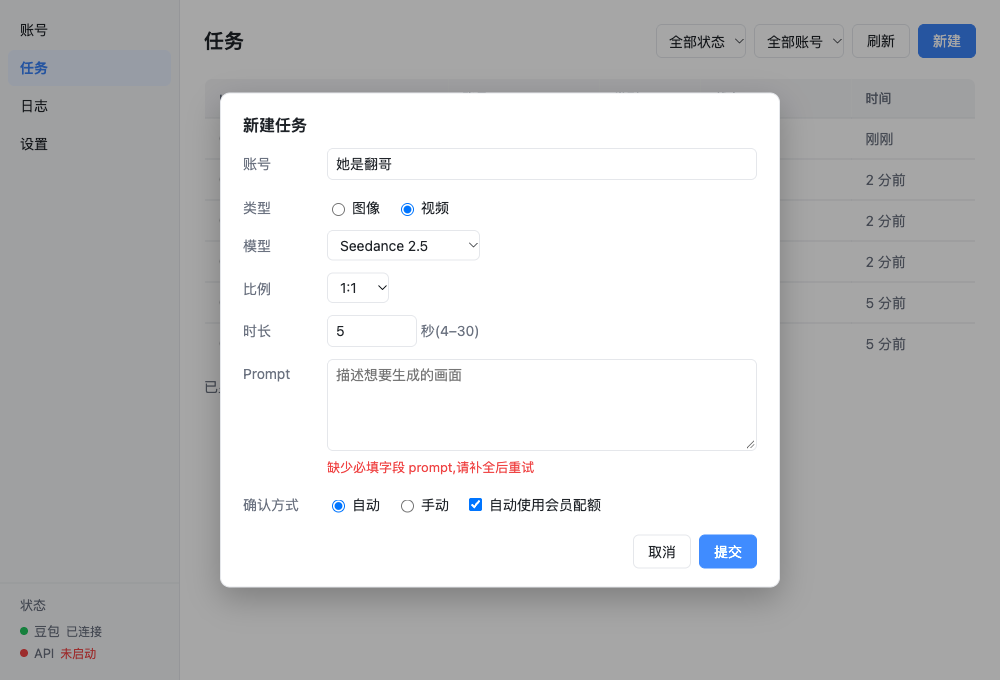 账号
任务
日志
设置
任务
全部状态
全部账号
刷新
新建
时间
刚刚
2 分前
2 分前
2 分前
5 分前
5 分前
新建任务
账号 她是翻哥
类型 图像 视频
模型 Seedance 2.5
比例 1:1
时长 5 秒(4–30)
Prompt 描述想要生成的画面
缺少必填字段 prompt,请补全后重试
确认方式 自动 手动 自动使用会员配额
取消 提交
状态
豆包 已连接
API 未启动